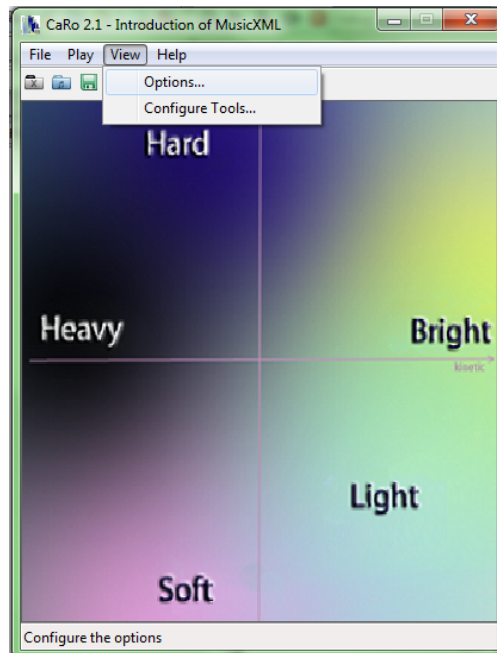 CaRo 2.1 - Introduction of MusicXML
File Play View Help
Options...
Configure Tools...
Hard
Heavy
Bright
kinetic
Light
Soft
Configure the options